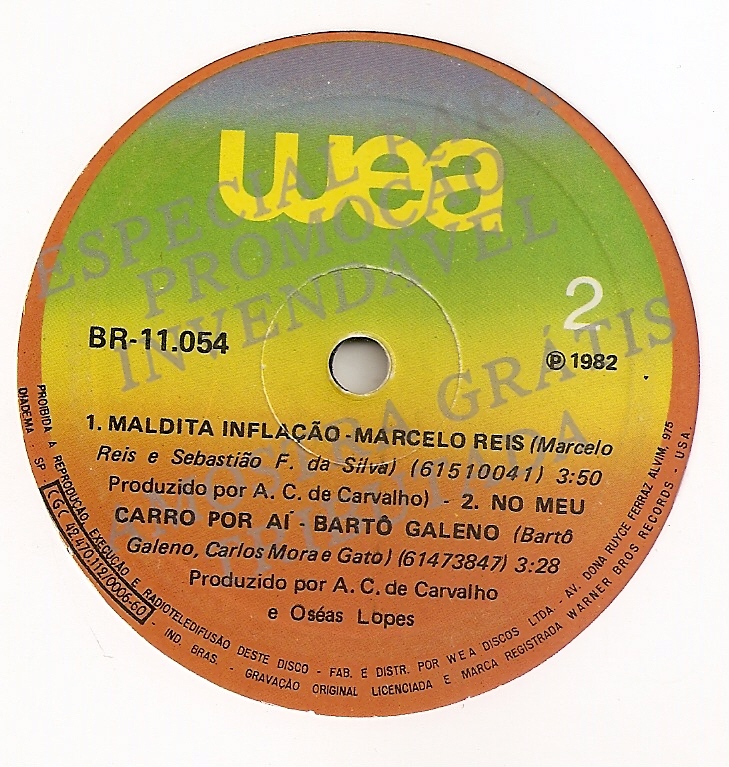 wea
ESPECIAL PARA
PROMOÇÃO
INVENDÁVEL
AMOSTRA GRÁTIS
TRIBUTADA
2
BR-11.054
Ⓟ 1982
1. MALDITA INFLAÇÃO - MARCELO REIS (Marcelo
Reis e Sebastião F. da Silva) (61510041) 3:50
Produzido por A. C. de Carvalho) - 2. NO MEU
CARRO POR AÍ - BARTÔ GALENO (Bartô
Galeno, Carlos Mora e Gato) (61473847) 3:28
Produzido por A. C. de Carvalho
e Oséas Lopes
PROIBIDA A REPRODUÇÃO, EXECUÇÃO E RADIOTELEDIFUSÃO DESTE DISCO - FAB. E DISTR. POR WEA DISCOS LTDA. - AV. DONA RUYCE FERRAZ ALVIM, 975
DIADEMA - SP CGC 42.470.119/0006-60 - IND. BRAS. - GRAVAÇÃO ORIGINAL LICENCIADA E MARCA REGISTRADA WARNER BROS RECORDS - USA.